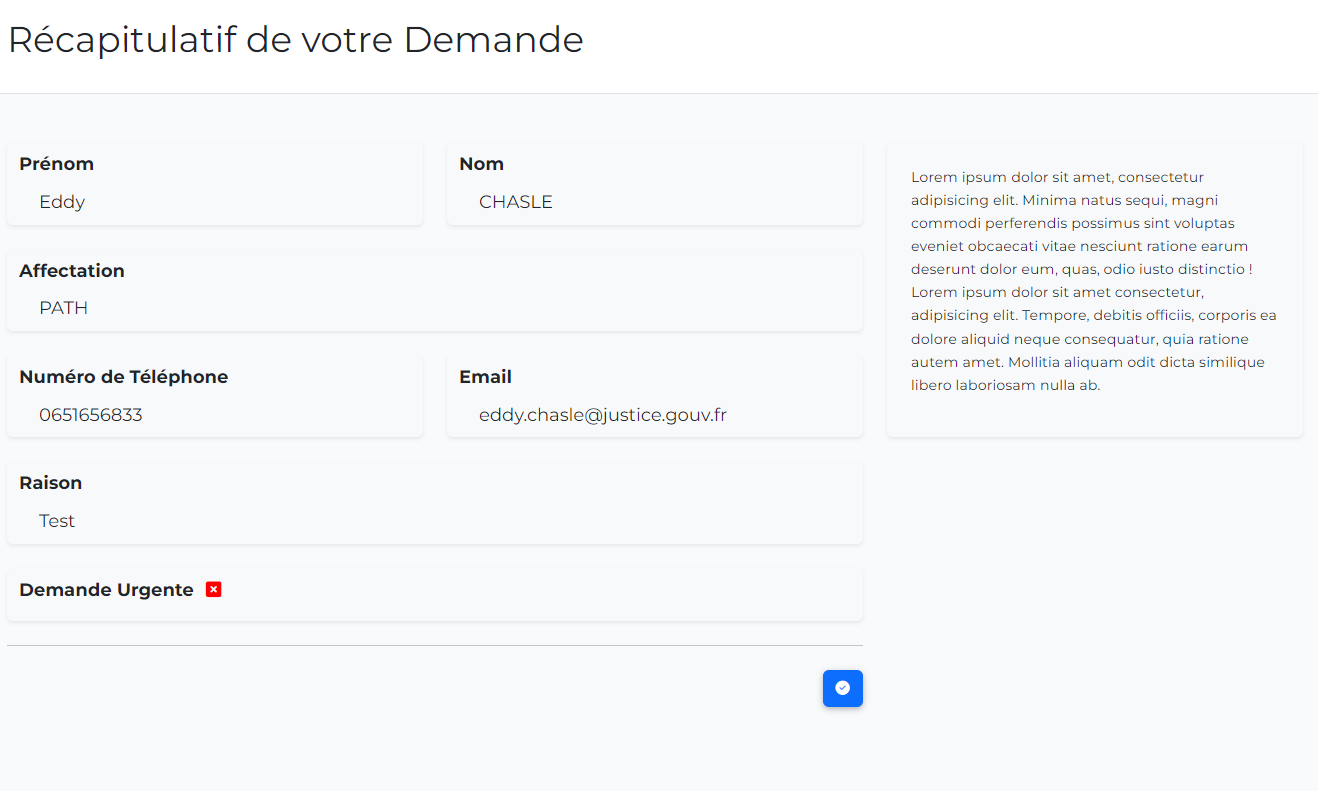 Récapitulatif de votre Demande
Prénom
Eddy
Nom
CHASLE
Affectation
PATH
Numéro de Téléphone
0651656833
Email
eddy.chasle@justice.gouv.fr
Raison
Test
Demande Urgente
Lorem ipsum dolor sit amet, consectetur
adipisicing elit. Minima natus sequi, magni
commodi perferendis possimus sint voluptas
eveniet obcaecati vitae nesciunt ratione earum
deserunt dolor eum, quas, odio iusto distinctio !
Lorem ipsum dolor sit amet consectetur,
adipisicing elit. Tempore, debitis officiis, corporis ea
dolore aliquid neque consequatur, quia ratione
autem amet. Mollitia aliquam odit dicta similique
libero laboriosam nulla ab.